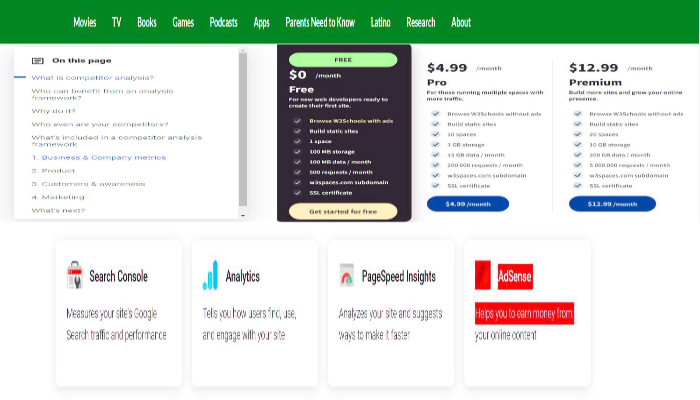 Movies TV Books Games Podcasts Apps Parents Need to Know Latino Research About
On this page
What is competitor analysis?
Who can benefit from an analysis
framework?
Why do it?
Who even are your competitors?
What's included in a competitor analysis
framework
1. Business & Company metrics
2. Product
3. Customers & awareness
4. Marketing
What's next?
FREE
$0 /month
Free
For new web developers ready to
create their first site.
Browse W3Schools with ads
Build static sites
1 space
100 MB storage
100 MB data / month
500 requests / month
w3spaces.com subdomain
SSL certificate
Get started for free
$4.99 /month
Pro
For those running multiple spaces with
more traffic.
Browse W3Schools without ads
Build static sites
10 spaces
3 GB storage
15 GB data / month
200 000 requests / month
w3spaces.com subdomain
SSL certificate
$4.99 /month
$12.99 /month
Premium
Build more sites and grow your online
presence.
Browse W3Schools without ads
Build static sites
20 spaces
10 GB storage
200 GB data / month
5 000 000 requests / month
w3spaces.com subdomain
SSL certificate
$12.99 /month
Search Console
Measures your site's Google
Search traffic and performance
Analytics
Tells you how users find, use,
and engage with your site
PageSpeed Insights
Analyzes your site and suggests
ways to make it faster
AdSense
Helps you to earn money from
your online content